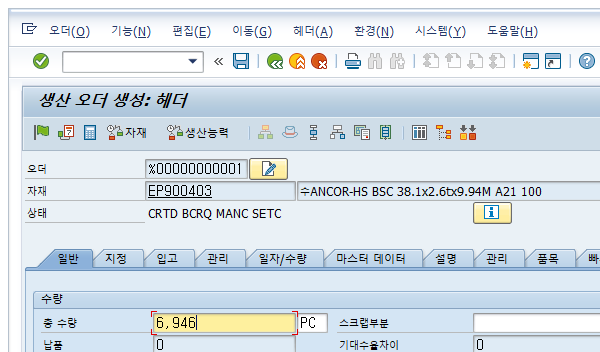 오더(O) 기능(N) 편집(E) 이동(G) 헤더(A) 환경(N) 시스템(Y) 도움말(H)
생산 오더 생성: 헤더
자재 생산능력
오더 %00000000001
자재 EP900403 수ANCOR-HS BSC 38.1x2.6tx9.94M A21 100
상태 CRTD BCRQ MANC SETC
일반 지정 입고 관리 일자/수량 마스터 데이터 설명 관리 품목
수량
총 수량 6,946 PC 스크랩부분
납품 0 기대수율차이 0